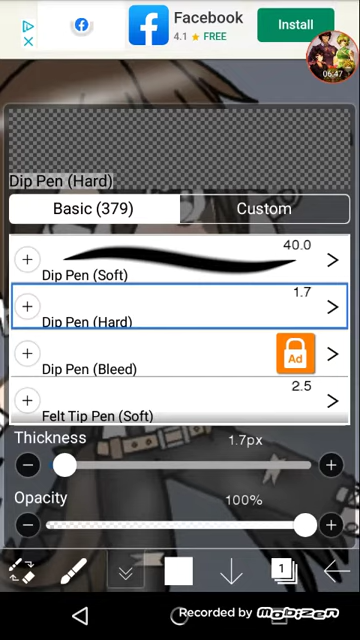 Facebook
4.1 ★ FREE
Install
06:47
Dip Pen (Hard)
Basic (379)
Custom
40.0
Dip Pen (Soft)
1.7
Dip Pen (Hard)
Ad
Dip Pen (Bleed)
2.5
Felt Tip Pen (Soft)
Thickness
1.7px
Opacity
100%
1
Recorded by mobizen